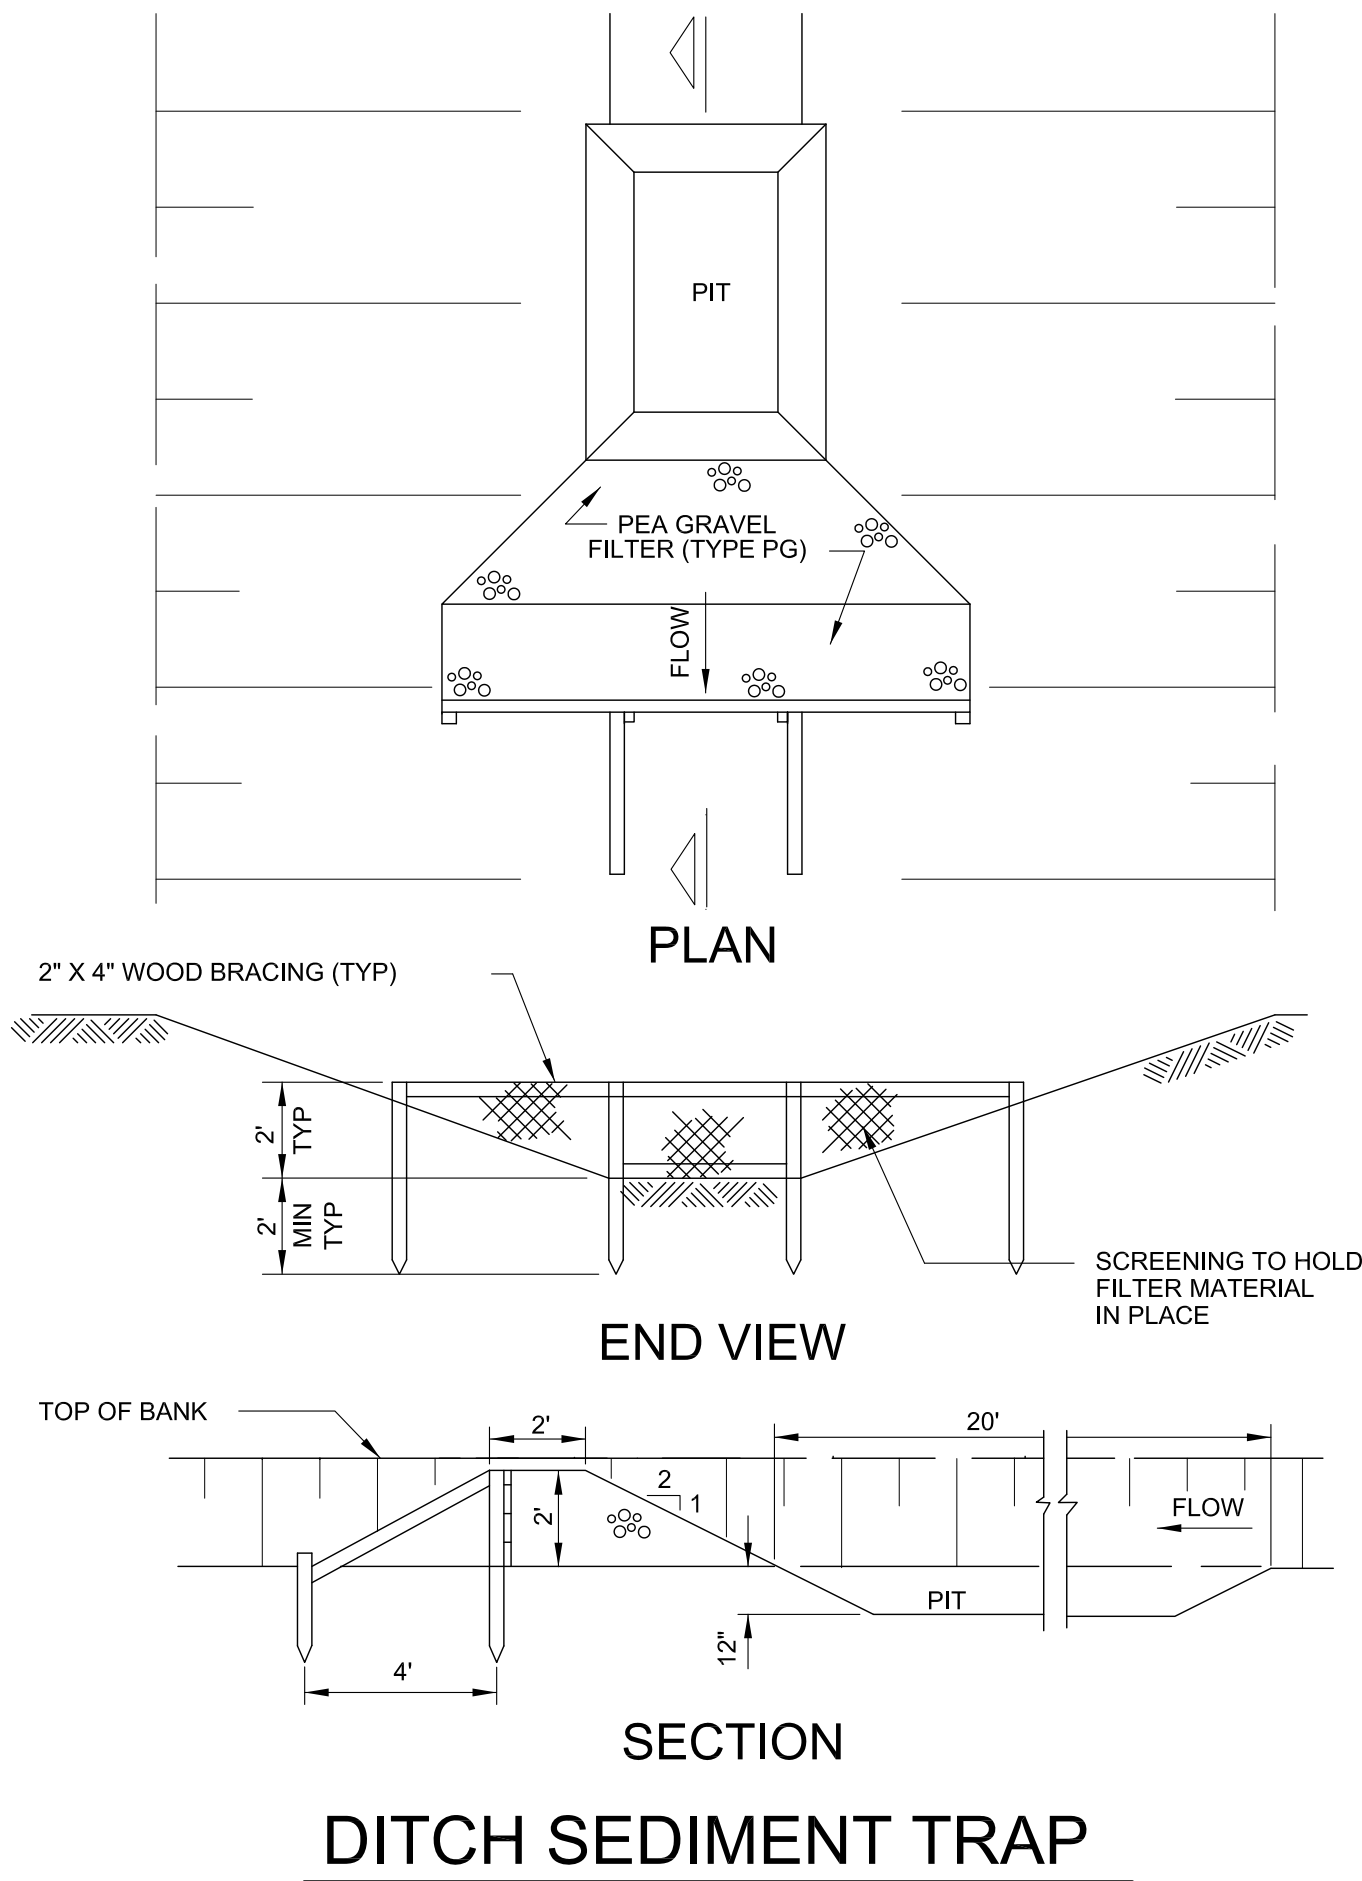 PIT
PEA GRAVEL
FILTER (TYPE PG)
FLOW
PLAN
2" X 4" WOOD BRACING (TYP)
2'
TYP
2'
MIN
TYP
SCREENING TO HOLD
FILTER MATERIAL
IN PLACE
END VIEW
TOP OF BANK
2'
20'
2
1
2'
FLOW
PIT
12"
4'
SECTION
DITCH SEDIMENT TRAP